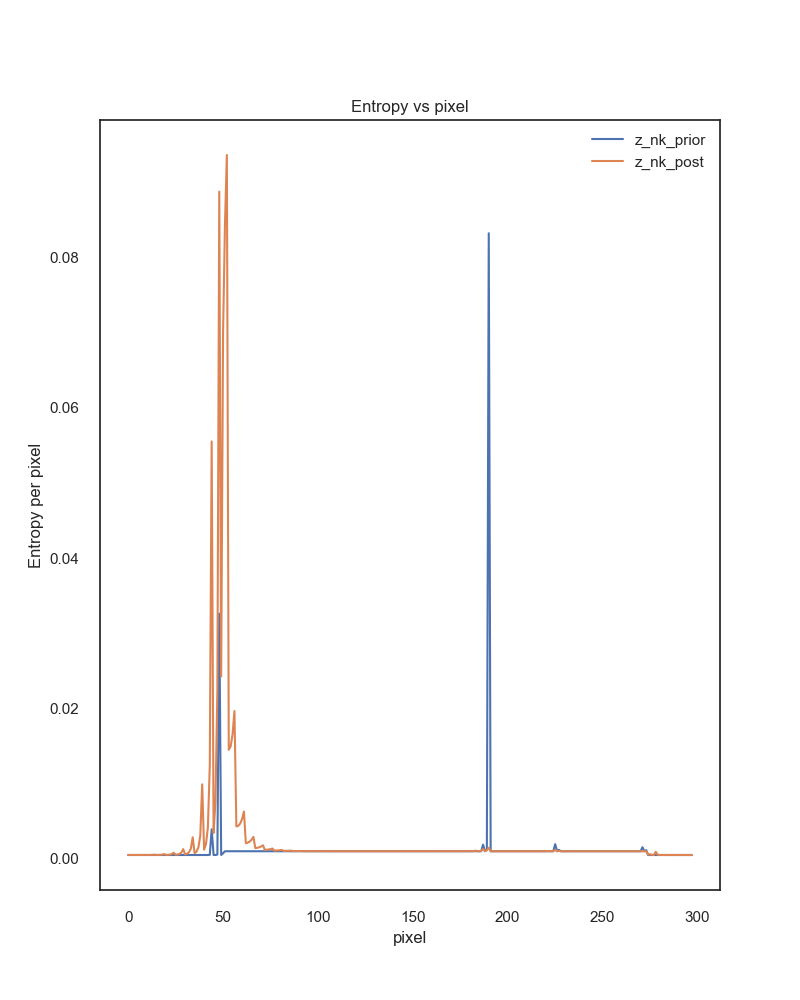 Entropy vs pixel
z_nk_prior
z_nk_post
Entropy per pixel
0.08
0.06
0.04
0.02
0.00
0 50 100 150 200 250 300
pixel